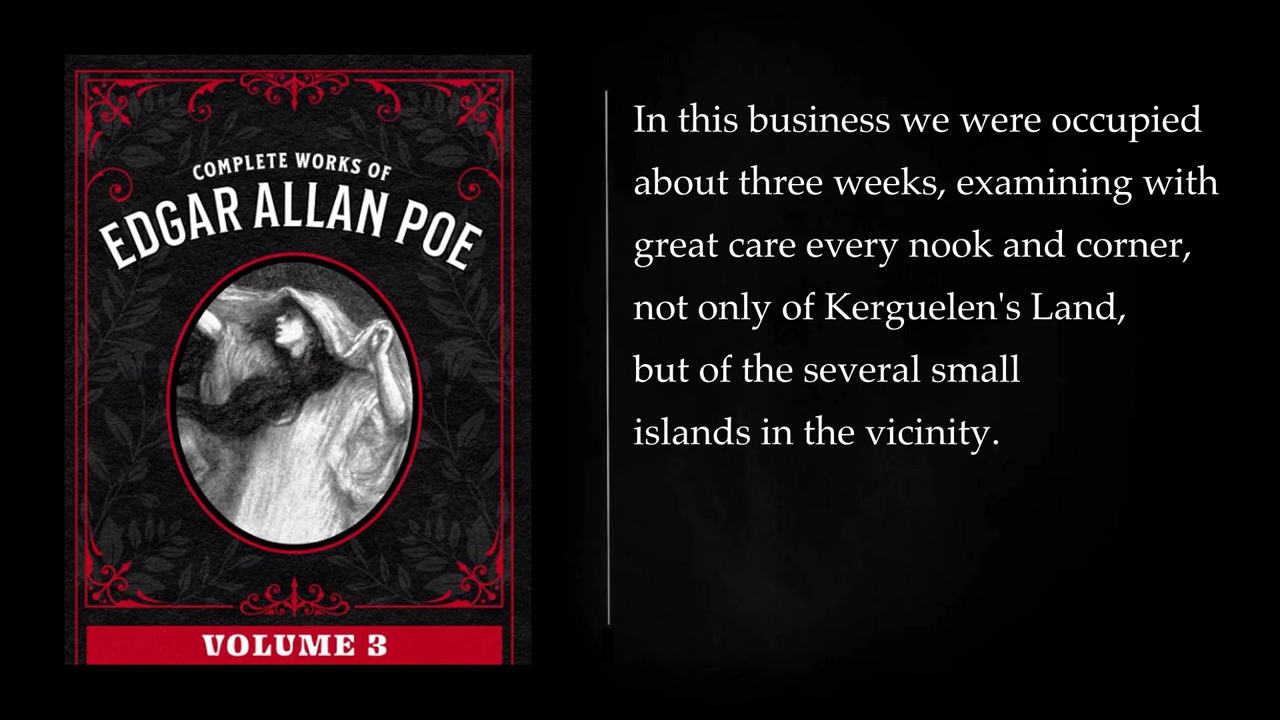 COMPLETE WORKS OF
EDGAR ALLAN POE
VOLUME 3
In this business we were occupied
about three weeks, examining with
great care every nook and corner,
not only of Kerguelen's Land,
but of the several small
islands in the vicinity.